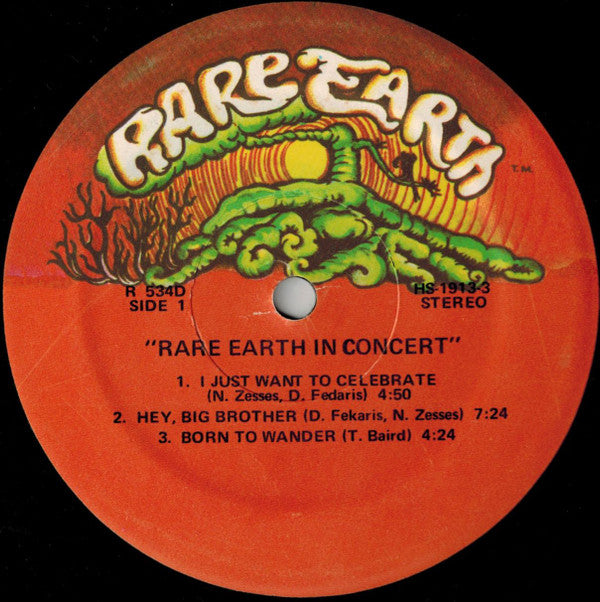 RARE EARTH
T.M.
R 534D
SIDE 1
HS-1913-3
STEREO
"RARE EARTH IN CONCERT"
1. I JUST WANT TO CELEBRATE
(N. Zesses, D. Fedaris) 4:50
2. HEY, BIG BROTHER (D. Fekaris, N. Zesses) 7:24
3. BORN TO WANDER (T. Baird) 4:24